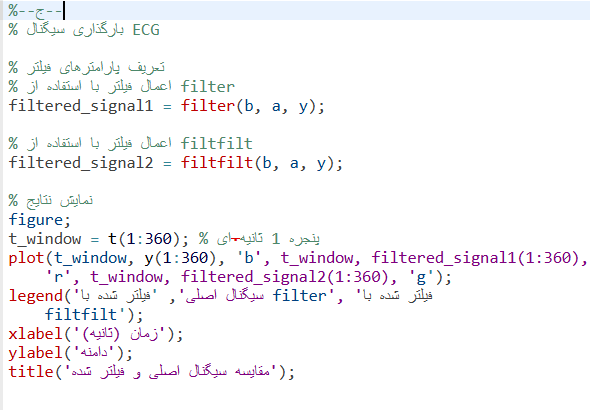 %--ج--
% بارگذاری سیگنال ECG
% تعریف پارامترهای فیلتر
% اعمال فیلتر با استفاده از filter
filtered_signal1 = filter(b, a, y);
% اعمال فیلتر با استفاده از filtfilt
filtered_signal2 = filtfilt(b, a, y);
% نمایش نتایج
figure;
t_window = t(1:360); % پنجره 1 ثانیه‌ای
plot(t_window, y(1:360), 'b', t_window, filtered_signal1(1:360),
'r', t_window, filtered_signal2(1:360), 'g');
legend('سیگنال اصلی', 'فیلتر شده با filter', 'فیلتر شده با
filtfilt');
xlabel('زمان (ثانیه)');
ylabel('دامنه');
title('مقایسه سیگنال اصلی و فیلتر شده');